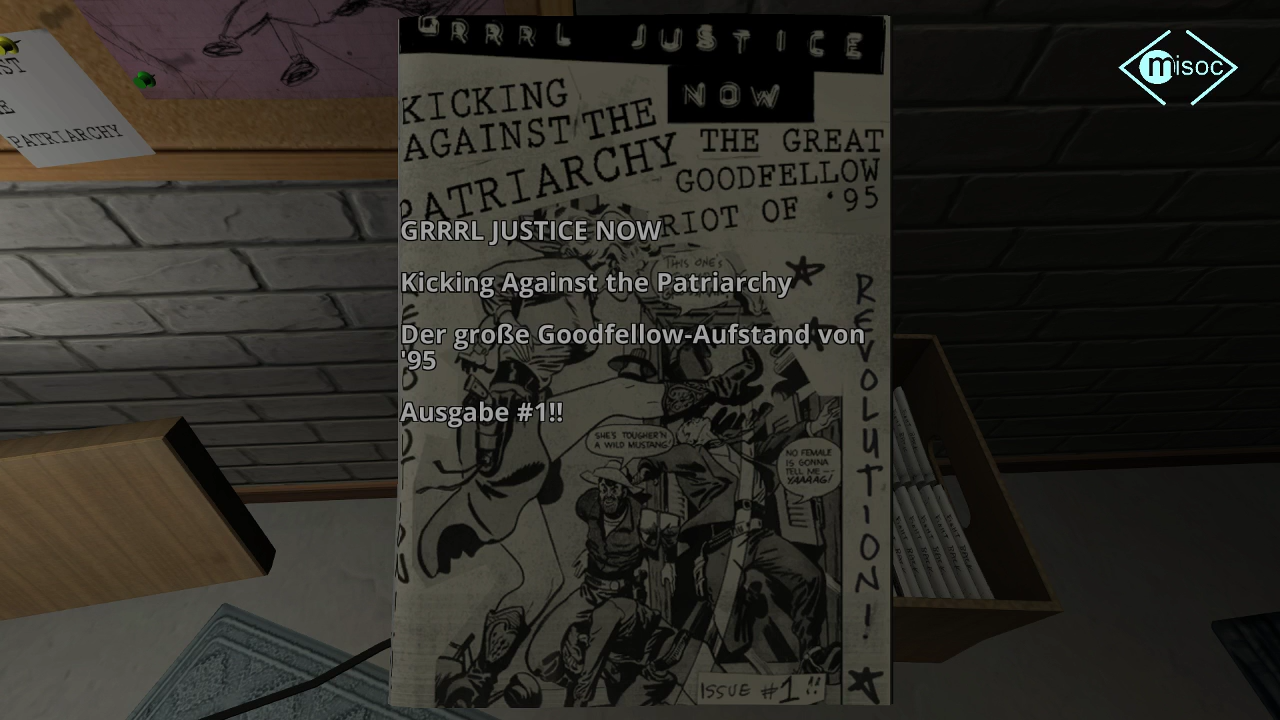 GRRRL JUSTICE
NOW
KICKING
AGAINST THE
PATRIARCHY
THE GREAT
GOODFELLOW
RIOT OF '95
GRRRL JUSTICE NOW
Kicking Against the Patriarchy
Der große Goodfellow-Aufstand von
'95
Ausgabe #1!!
THIS ONE'S
REVOLUTION!
SHE'S TOUGHER'N
A WILD MUSTANG!
NO FEMALE
IS GONNA
TELL ME --
YAAAAG!
ISSUE #1!!
PATRIARCHY
misoc